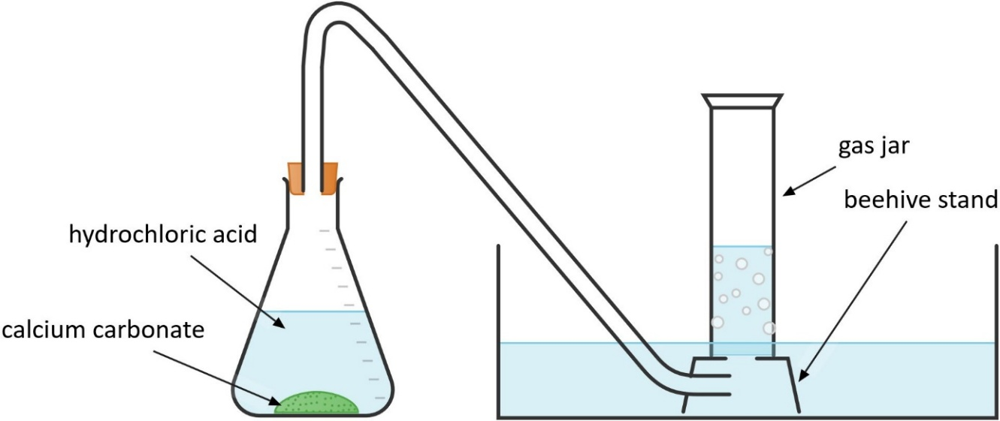 gas jar
beehive stand
hydrochloric acid
calcium carbonate